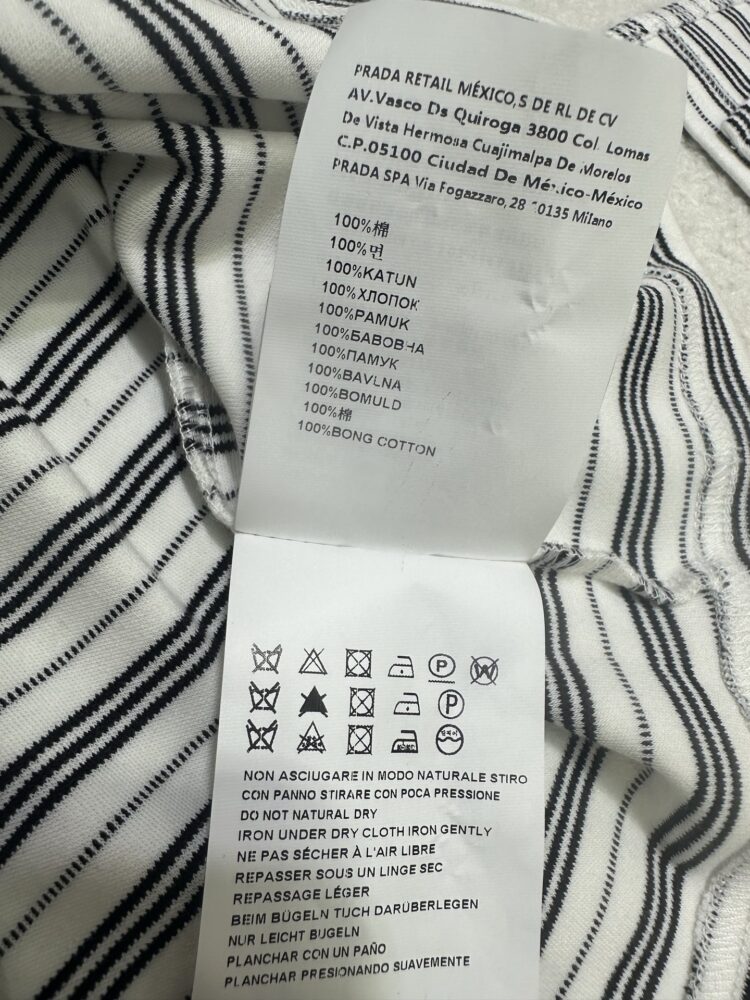 PRADA RETAIL MÉXICO,S DE RL DE CV
AV.Vasco Ds Quiroga 3800 Col. Lomas
De Vista Hermosa Cuajimalpa De Morelos
C.P.05100 Ciudad De México-México
PRADA SPA Via Fogazzaro, 28 20135 Milano
100%棉
100%면
100%KATUN
100%ХЛОПОК
100%PAMUK
100%БАВОВНА
100%ПАМУК
100%BAVLNA
100%BOMULD
100%棉
100%BONG COTTON
P W
P
NON ASCIUGARE IN MODO NATURALE STIRO
CON PANNO STIRARE CON POCA PRESSIONE
DO NOT NATURAL DRY
IRON UNDER DRY CLOTH IRON GENTLY
NE PAS SÉCHER À L'AIR LIBRE
REPASSER SOUS UN LINGE SEC
REPASSAGE LÉGER
BEIM BÜGELN TUCH DARÜBERLEGEN
NUR LEICHT BUGELN
PLANCHAR CON UN PAÑO
PLANCHAR PRESIONANDO SUAVEMENTE